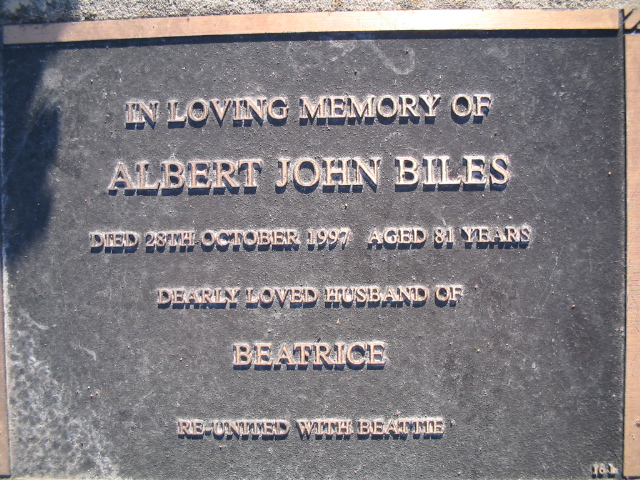 IN LOVING MEMORY OF
ALBERT JOHN BILES
DIED 28TH OCTOBER 1997 AGED 81 YEARS
DEARLY LOVED HUSBAND OF
BEATRICE
RE-UNITED WITH BEATTIE